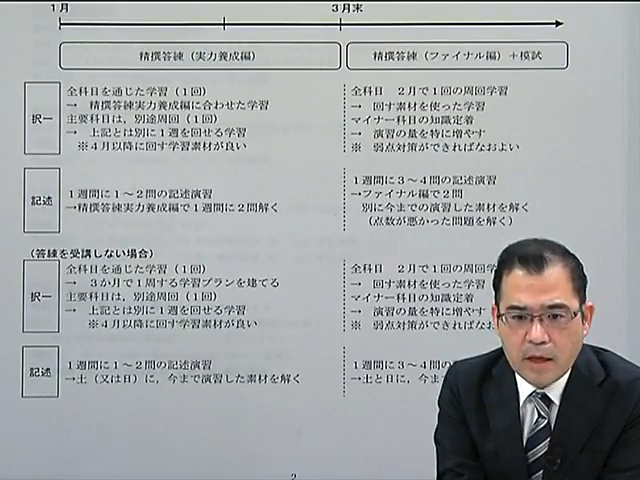 1月
3月末
精撰答練（実力養成編）
精撰答練（ファイナル編）＋模試
択一
全科目を通じた学習（1回）
→ 精撰答練実力養成編に合わせた学習
主要科目は，別途周回（1回）
→ 上記とは別に１週を回せる学習
※４月以降に回す学習素材が良い
全科目 ２月で１回の周回学習
→ 回す素材を使った学習
マイナー科目の知識定着
→ 演習の量を特に増やす
※ 弱点対策ができればなおよい
記述
１週間に１～２問の記述演習
→精撰答練実力養成編で１週間に２問解く
１週間に３～４問の記述演習
→ファイナル編で２問
別に今までの演習した素材を解く
（点数が悪かった問題を解く）
（答練を受講しない場合）
択一
全科目を通じた学習（1回）
→ ３か月で１周する学習プランを建てる
主要科目は，別途周回（1回）
→ 上記とは別に１週を回せる学習
※４月以降に回す学習素材が良い
全科目 ２月で１回の周回学
→ 回す素材を使った学
マイナー科目の知識定着
→ 演習の量を特に増や
※ 弱点対策ができればな
記述
１週間に１～２問の記述演習
→土（又は日）に，今まで演習した素材を解く
１週間に３～４問の
→土と日に，今ま
2